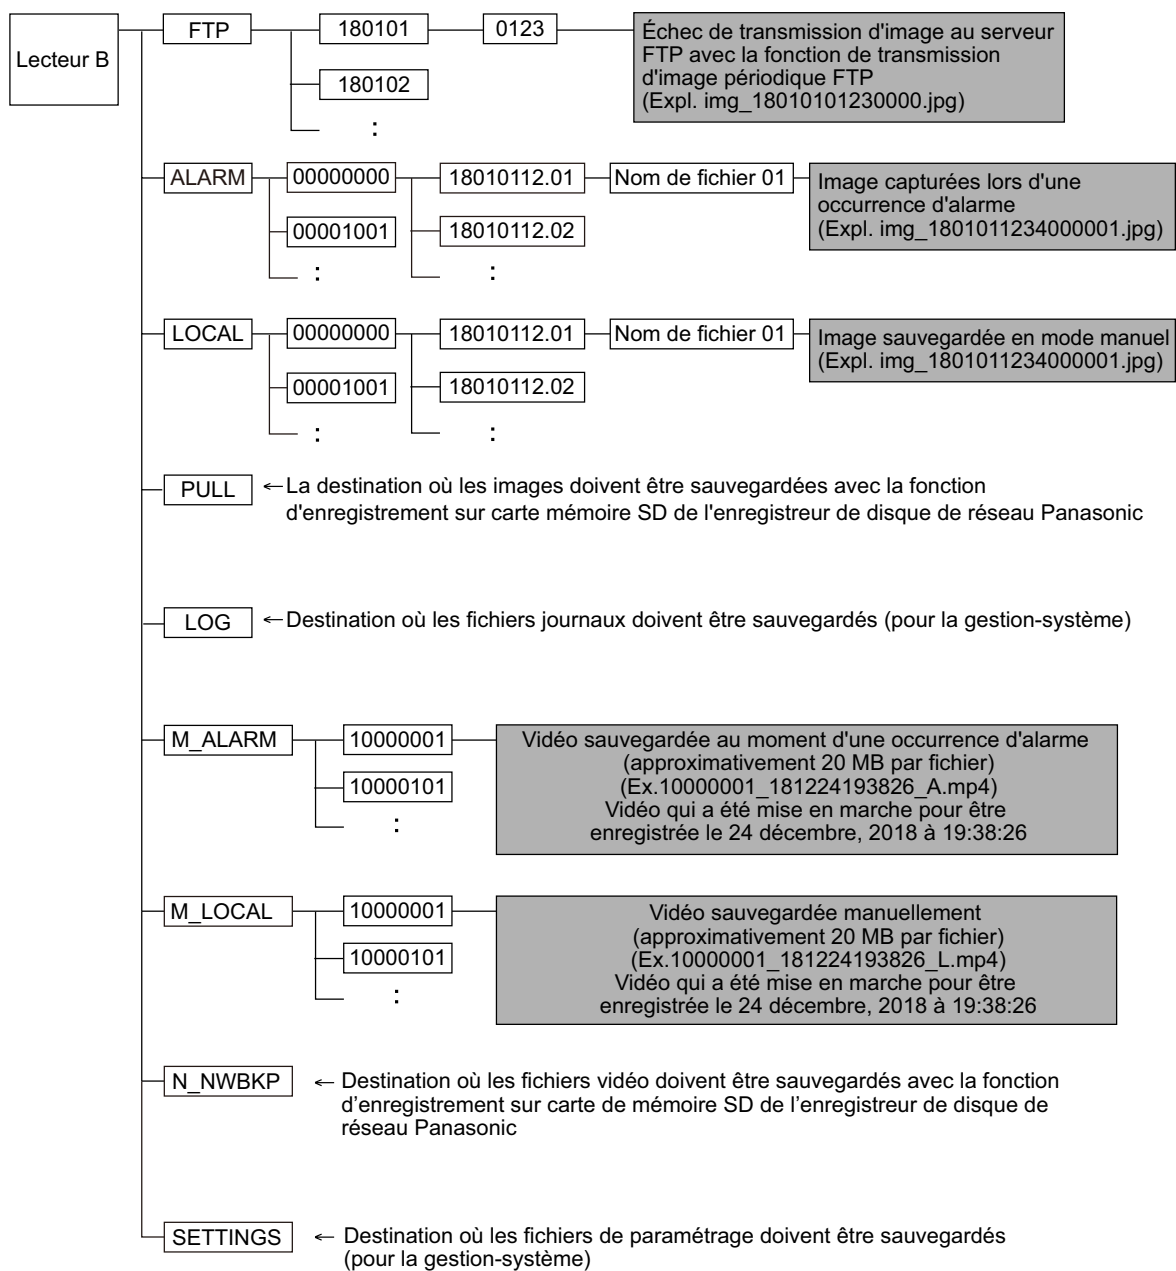 Lecteur B
FTP
180101
0123
Échec de transmission d'image au serveur
FTP avec la fonction de transmission
d'image périodique FTP
(Expl. img_18010101230000.jpg)
180102
:
ALARM
00000000
18010112.01
Nom de fichier 01
Image capturées lors d'une
occurrence d'alarme
(Expl. img_1801011234000001.jpg)
00001001
18010112.02
:
:
LOCAL
00000000
18010112.01
Nom de fichier 01
Image sauvegardée en mode manuel
(Expl. img_1801011234000001.jpg)
00001001
18010112.02
:
:
PULL
←La destination où les images doivent être sauvegardées avec la fonction
d'enregistrement sur carte mémoire SD de l'enregistreur de disque de réseau Panasonic
LOG
←Destination où les fichiers journaux doivent être sauvegardés (pour la gestion-système)
M_ALARM
10000001
Vidéo sauvegardée au moment d'une occurrence d'alarme
(approximativement 20 MB par fichier)
(Ex.10000001_181224193826_A.mp4)
Vidéo qui a été mise en marche pour être
enregistrée le 24 décembre, 2018 à 19:38:26
10000101
:
M_LOCAL
10000001
Vidéo sauvegardée manuellement
(approximativement 20 MB par fichier)
(Ex.10000001_181224193826_L.mp4)
Vidéo qui a été mise en marche pour être
enregistrée le 24 décembre, 2018 à 19:38:26
10000101
:
N_NWBKP
← Destination où les fichiers vidéo doivent être sauvegardés avec la fonction
d’enregistrement sur carte de mémoire SD de l’enregistreur de disque de
réseau Panasonic
SETTINGS
← Destination où les fichiers de paramétrage doivent être sauvegardés
(pour la gestion-système)